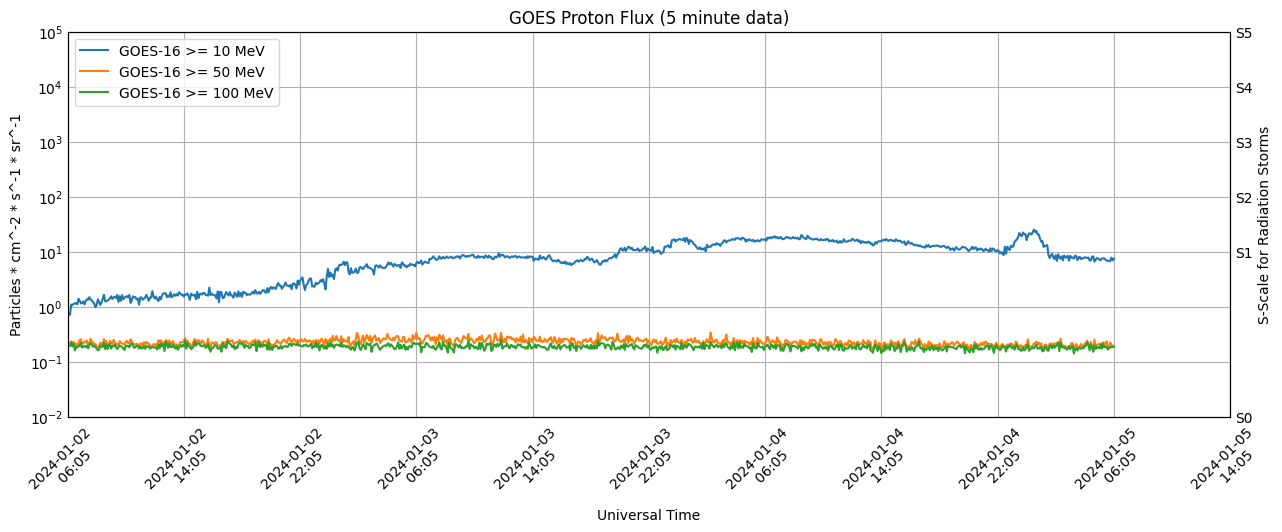 GOES Proton Flux (5 minute data)
GOES-16 >= 10 MeV
GOES-16 >= 50 MeV
GOES-16 >= 100 MeV
10^5
10^4
10^3
10^2
10^1
10^0
10^-1
10^-2
Particles * cm^-2 * s^-1 * sr^-1
S5
S4
S3
S2
S1
S0
S-Scale for Radiation Storms
2024-01-02
06:05
2024-01-02
14:05
2024-01-02
22:05
2024-01-03
06:05
2024-01-03
14:05
2024-01-03
22:05
2024-01-04
06:05
2024-01-04
14:05
2024-01-04
22:05
2024-01-05
06:05
2024-01-05
14:05
Universal Time